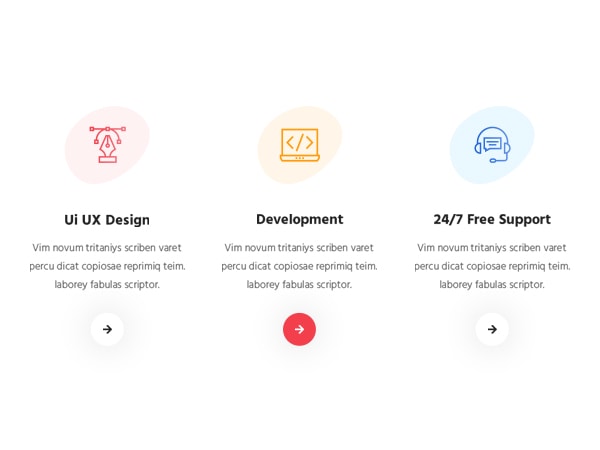 Ui UX Design
Vim novum tritaniys scriben varet
percu dicat copiosae reprimiq teim.
laborey fabulas scriptor.
Development
Vim novum tritaniys scriben varet
percu dicat copiosae reprimiq teim.
laborey fabulas scriptor.
24/7 Free Support
Vim novum tritaniys scriben varet
percu dicat copiosae reprimiq teim.
laborey fabulas scriptor.